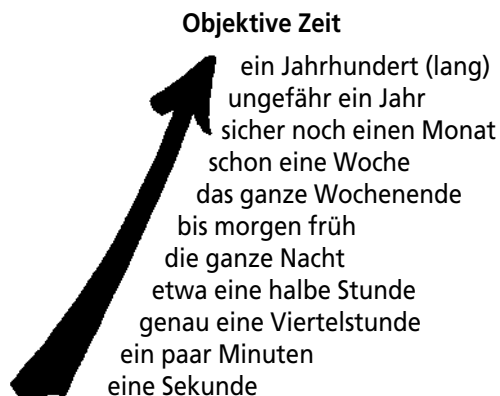 Objektive Zeit
ein Jahrhundert (lang)
ungefähr ein Jahr
sicher noch einen Monat
schon eine Woche
das ganze Wochenende
bis morgen früh
die ganze Nacht
etwa eine halbe Stunde
genau eine Viertelstunde
ein paar Minuten
eine Sekunde